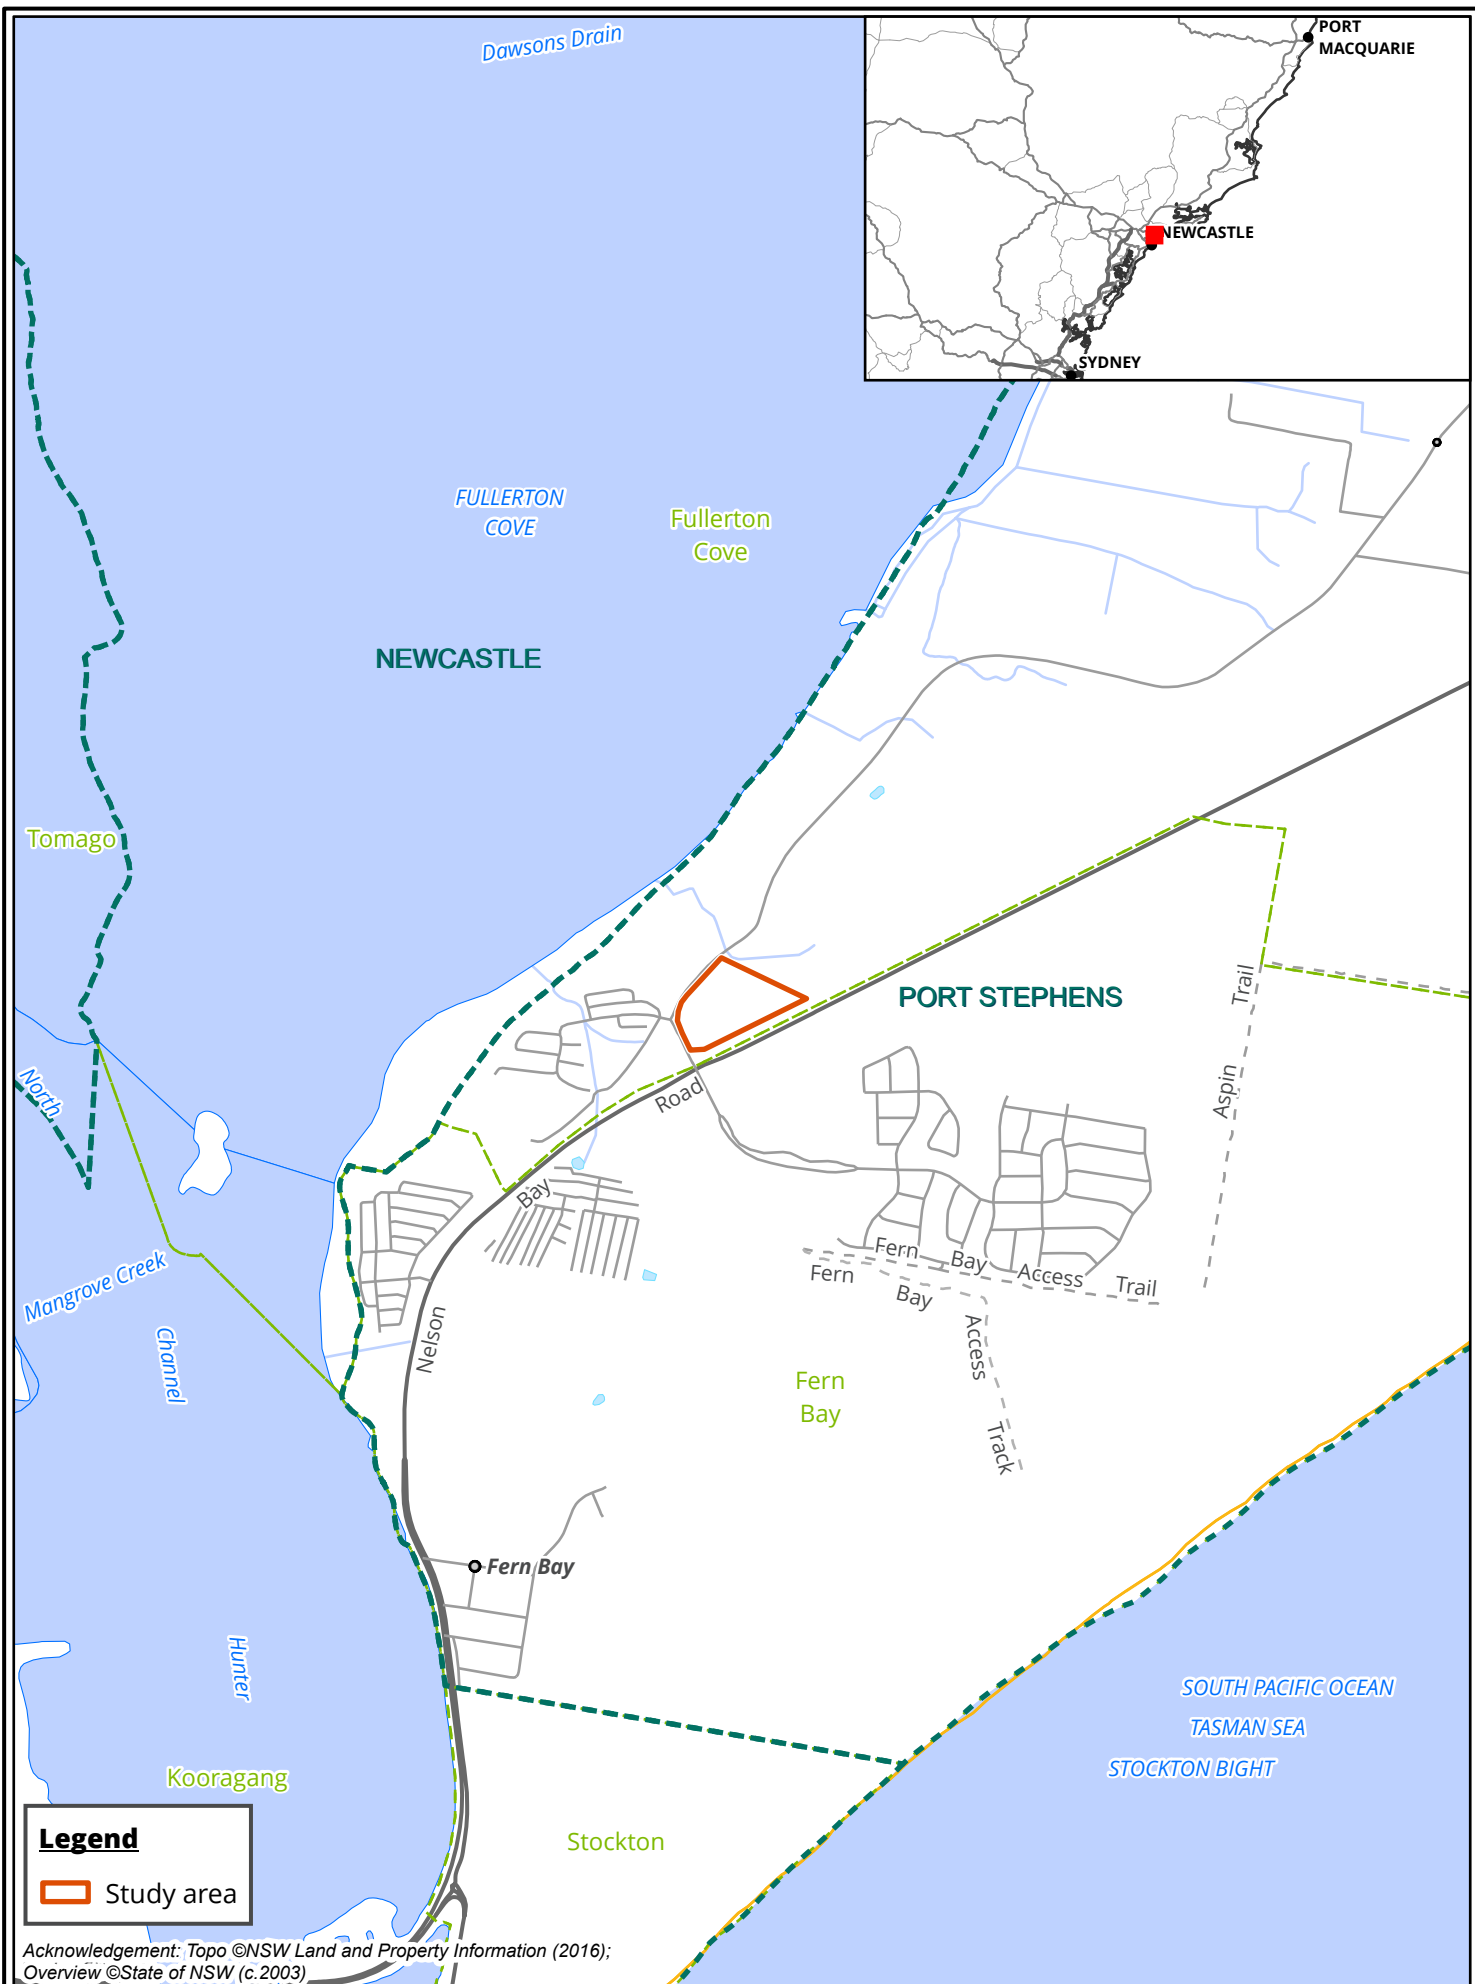 Dawsons Drain
PORT
MACQUARIE
NEWCASTLE
SYDNEY
FULLERTON
COVE
Fullerton
Cove
NEWCASTLE
Tomago
PORT STEPHENS
Aspin Trail
North
Nelson Bay Road
Mangrove Creek
Channel
Fern Bay Access Trail
Fern Bay Access Track
Fern
Bay
Fern Bay
Hunter
SOUTH PACIFIC OCEAN
TASMAN SEA
STOCKTON BIGHT
Kooragang
Stockton
Legend
Study area
Acknowledgement: Topo ©NSW Land and Property Information (2016);
Overview ©State of NSW (c.2003)